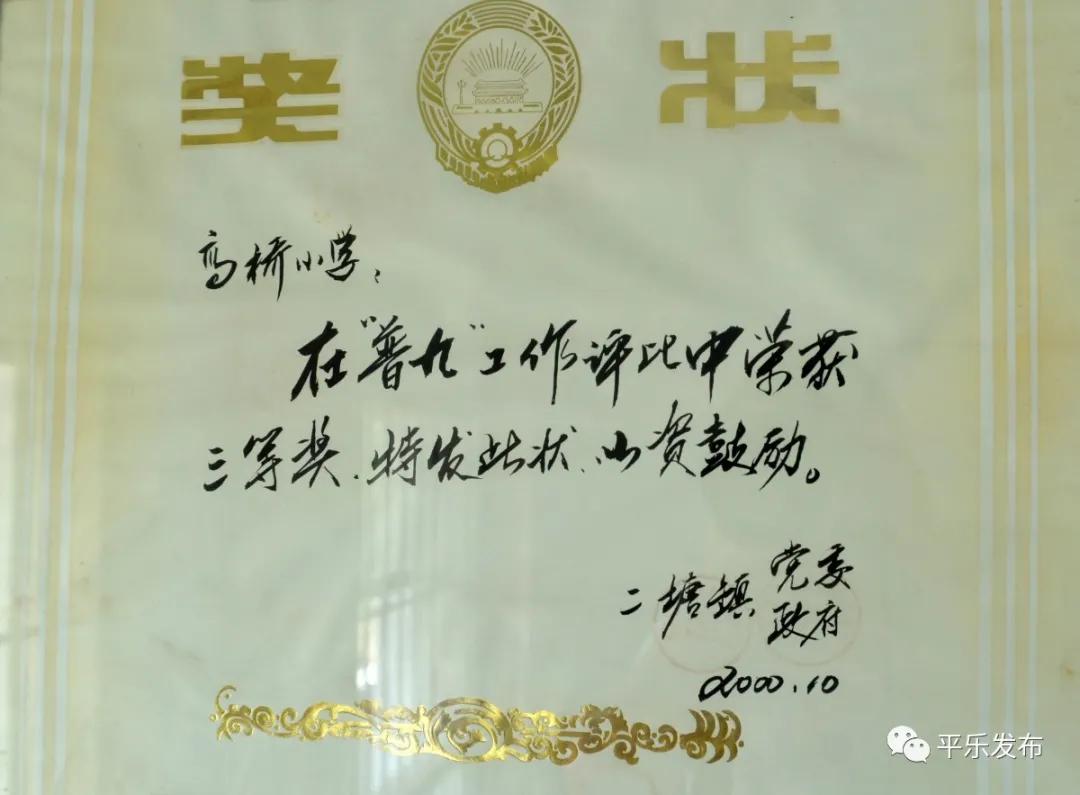 奖状
高桥小学:
在"普九"工作评比中荣获
三等奖.特发此状,以资鼓励。
二塘镇党委
政府
2000.10
平乐发布